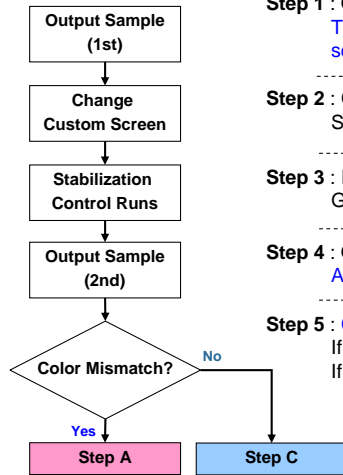 Output Sample
(1st)
Change
Custom Screen
Stabilization
Control Runs
Output Sample
(2nd)
Color Mismatch?
No
Yes
Step A
Step C
Step 1 :
Step 2 :
S
Step 3 :
G
Step 4 :
A
Step 5 :
If
If